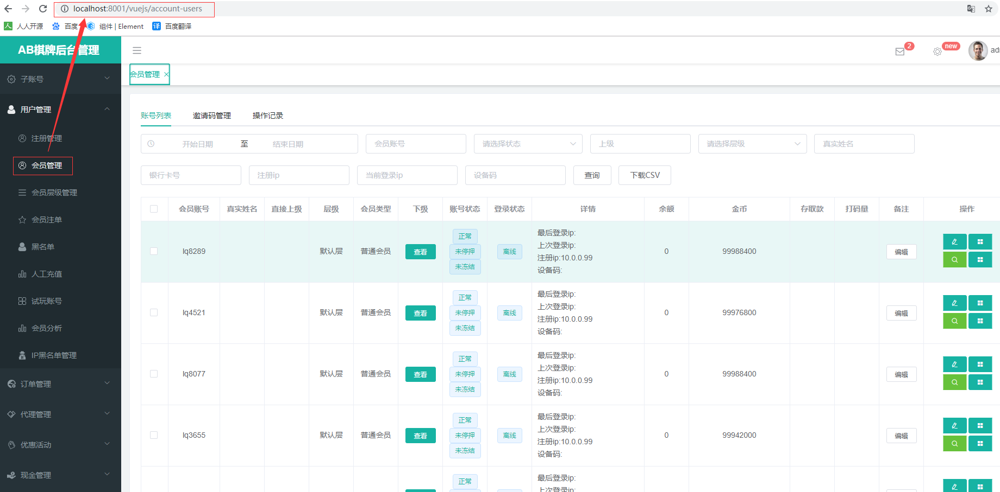 localhost:8001/vuejs/account-users
人人开源 百度 组件 | Element 译 百度翻译
AB棋牌后台管理
2
new
子账号
用户管理
注册管理
会员管理
会员层级管理
会员注单
黑名单
人工充值
试玩账号
会员分析
IP黑名单管理
订单管理
代理管理
优惠活动
现金管理
会员管理 ×
账号列表 邀请码管理 操作记录
开始日期 至 结束日期 会员账号 请选择状态 上级 请选择层级 真实姓名
银行卡号 注册ip 当前登录ip 设备码 查询 下载CSV
会员账号 真实姓名 直接上级 层级 会员类型 下级 账号状态 登录状态 详情 余额 金币 存取款 打码量 备注 操作
lq8289 默认层 普通会员 查看 正常 未停押 未冻结 离线 最后登录ip: 上次登录ip: 注册ip:10.0.0.99 设备码: 0 99988400 编辑
lq4521 默认层 普通会员 查看 正常 未停押 未冻结 离线 最后登录ip: 上次登录ip: 注册ip:10.0.0.99 设备码: 0 99976800 编辑
lq8077 默认层 普通会员 查看 正常 未停押 未冻结 离线 最后登录ip: 上次登录ip: 注册ip:10.0.0.99 设备码: 0 99988400 编辑
lq3655 默认层 普通会员 查看 正常 未停押 未冻结 离线 最后登录ip: 上次登录ip: 注册ip:10.0.0.99 设备码: 0 99942000 编辑
正常 最后登录ip:
上次登录ip: